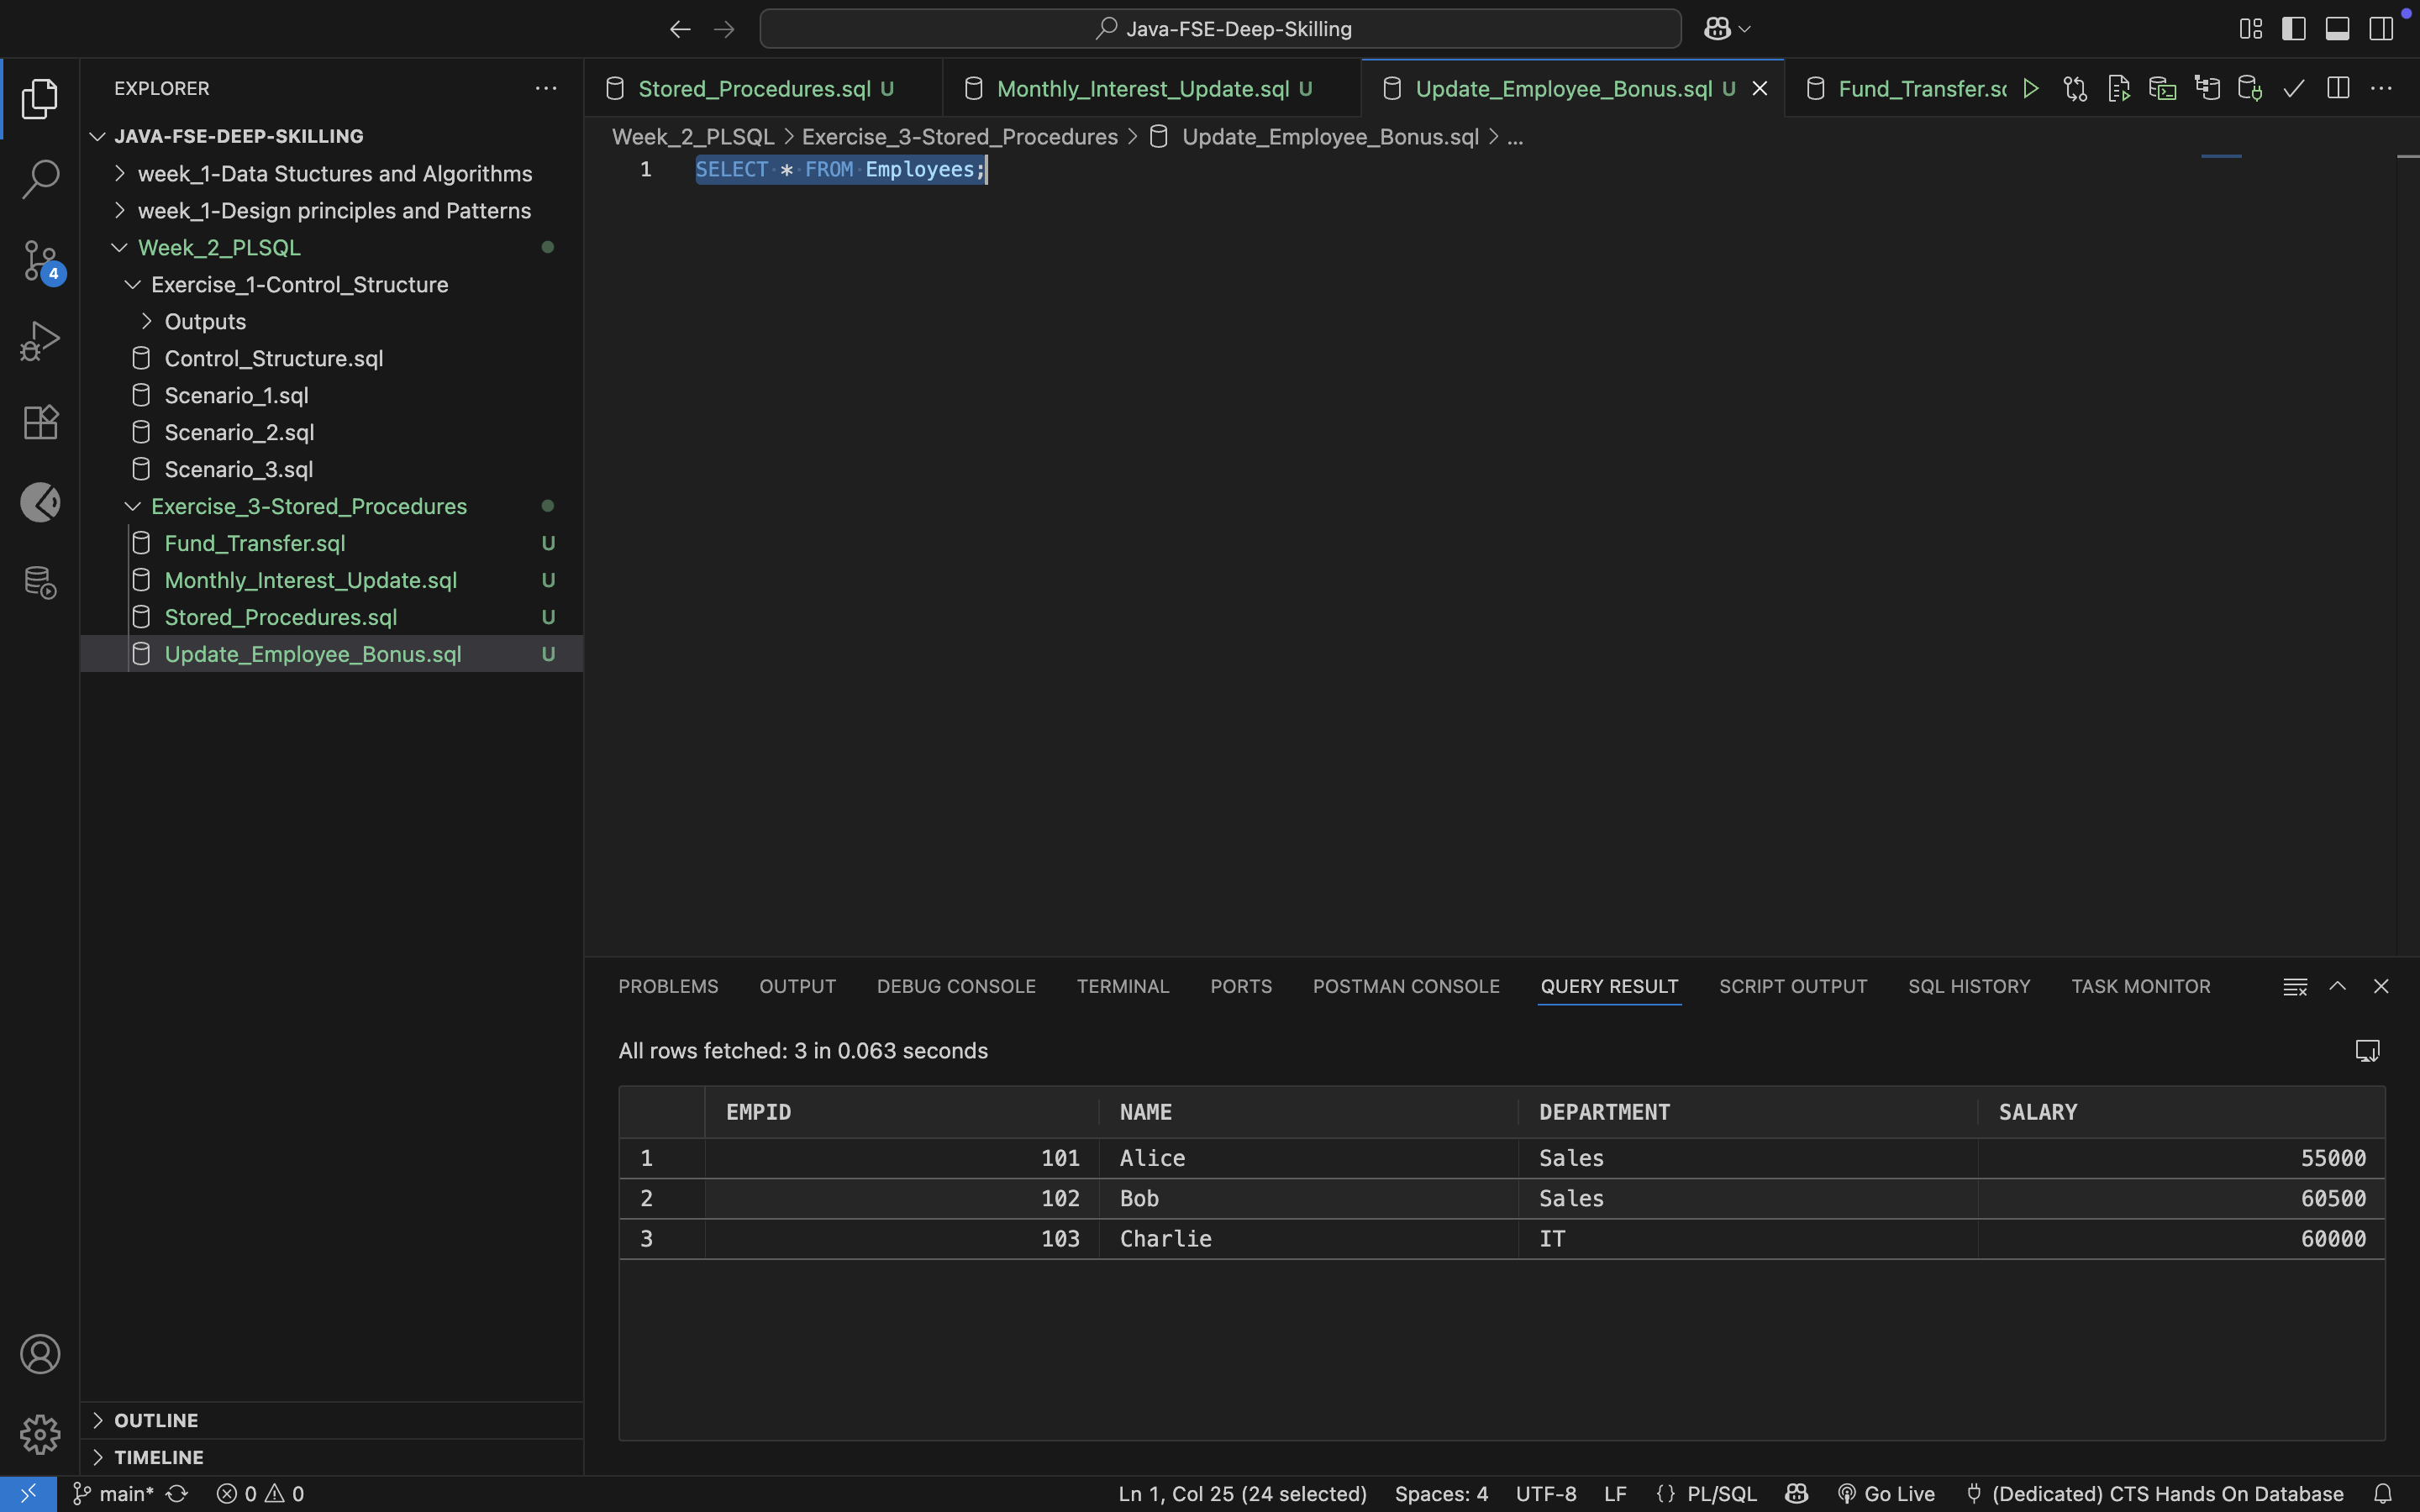 Java-FSE-Deep-Skilling
EXPLORER
JAVA-FSE-DEEP-SKILLING
week_1-Data Stuctures and Algorithms
week_1-Design principles and Patterns
Week_2_PLSQL
Exercise_1-Control_Structure
Outputs
Control_Structure.sql
Scenario_1.sql
Scenario_2.sql
Scenario_3.sql
Exercise_3-Stored_Procedures
Fund_Transfer.sql U
Monthly_Interest_Update.sql U
Stored_Procedures.sql U
Update_Employee_Bonus.sql U
4
OUTLINE
TIMELINE
Stored_Procedures.sql U Monthly_Interest_Update.sql U Update_Employee_Bonus.sql U Fund_Transfer.sc
Week_2_PLSQL > Exercise_3-Stored_Procedures > Update_Employee_Bonus.sql > ...
1 SELECT * FROM Employees;
PROBLEMS OUTPUT DEBUG CONSOLE TERMINAL PORTS POSTMAN CONSOLE QUERY RESULT SCRIPT OUTPUT SQL HISTORY TASK MONITOR
All rows fetched: 3 in 0.063 seconds
EMPID NAME DEPARTMENT SALARY
1 101 Alice Sales 55000
2 102 Bob Sales 60500
3 103 Charlie IT 60000
main* 0 0 Ln 1, Col 25 (24 selected) Spaces: 4 UTF-8 LF {} PL/SQL Go Live (Dedicated) CTS Hands On Database